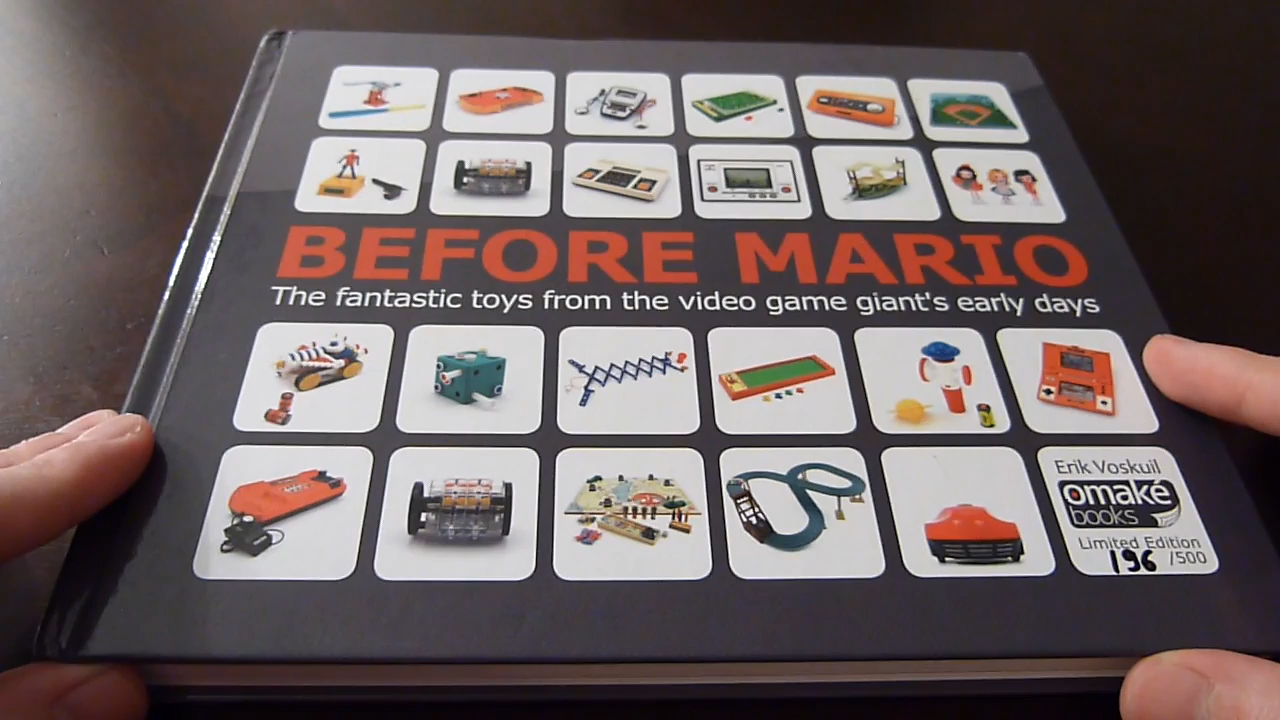 BEFORE MARIO
The fantastic toys from the video game giant's early days
Erik Voskuil
omaké
books
Limited Edition
196 /500